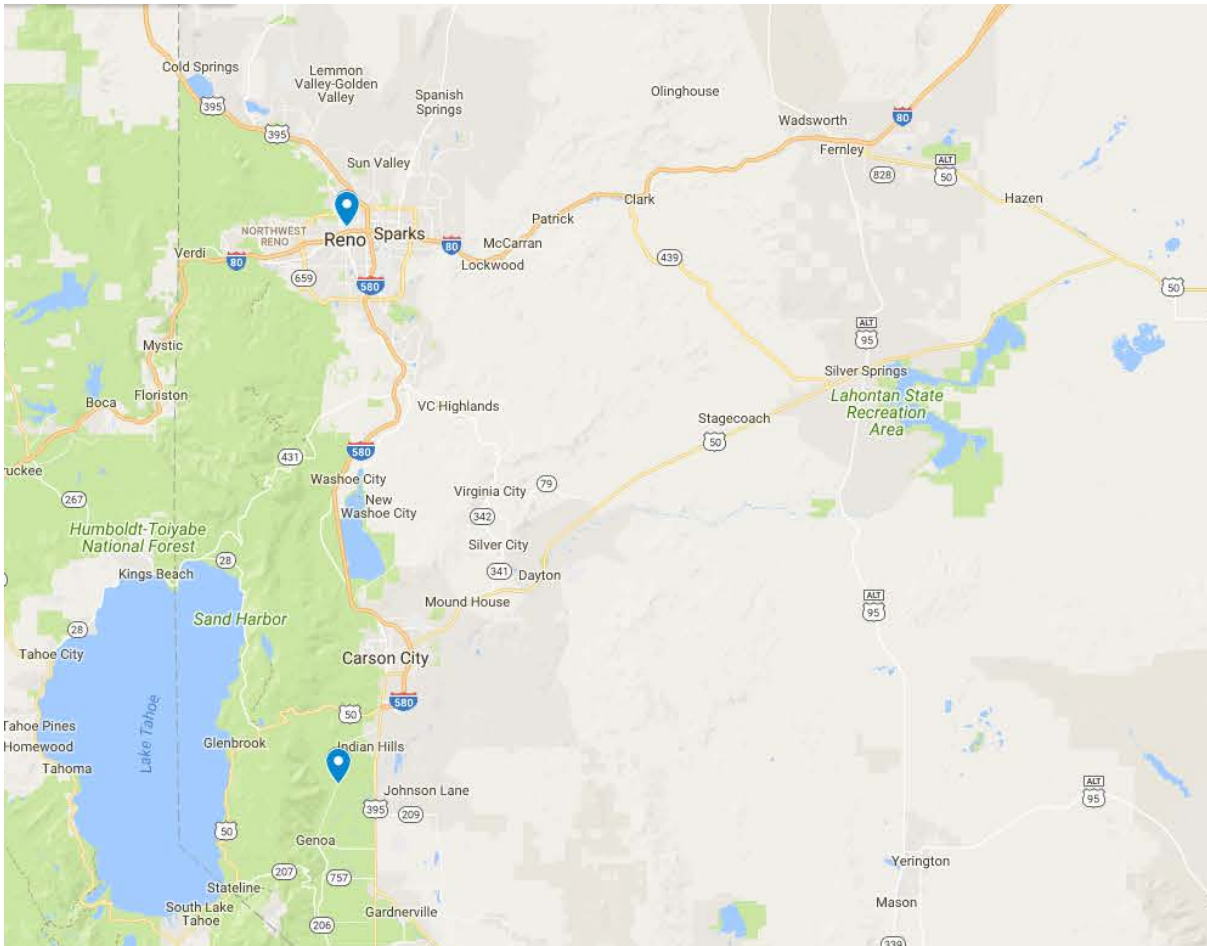 Cold Springs
Lemmon
Valley-Golden
Valley
Spanish
Springs
Olinghouse
395
395
Wadsworth
80
Fernley
Sun Valley
ALT
50
828
Hazen
Clark
Patrick
NORTHWEST
RENO
Reno
Sparks
McCarran
80
Lockwood
Verdi
80
439
659
580
50
ALT
95
Mystic
Silver Springs
Lahontan State
Recreation
Area
Boca
Floriston
VC Highlands
Stagecoach
50
431
580
ruckee
Washoe City
267
New
Washoe City
Virginia City
79
342
Humboldt-Toiyabe
National Forest
Silver City
28
Kings Beach
341
Dayton
Mound House
ALT
95
Sand Harbor
28
Tahoe City
Carson City
580
Lake Tahoe
50
Tahoe Pines
Homewood
Glenbrook
Indian Hills
Tahoma
Johnson Lane
ALT
95
395
209
50
Genoa
Yerington
207
757
Stateline
South Lake
Tahoe
Gardnerville
206
Mason
339